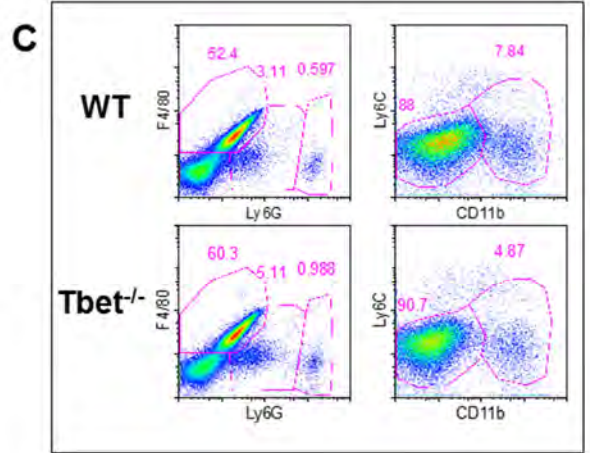 C
WT
52.4
3.11
0.597
F4/80
Ly6G
7.84
88
Ly6C
CD11b
Tbet-/-
60.3
5.11
0.988
F4/80
Ly6G
4.87
90.7
Ly6C
CD11b